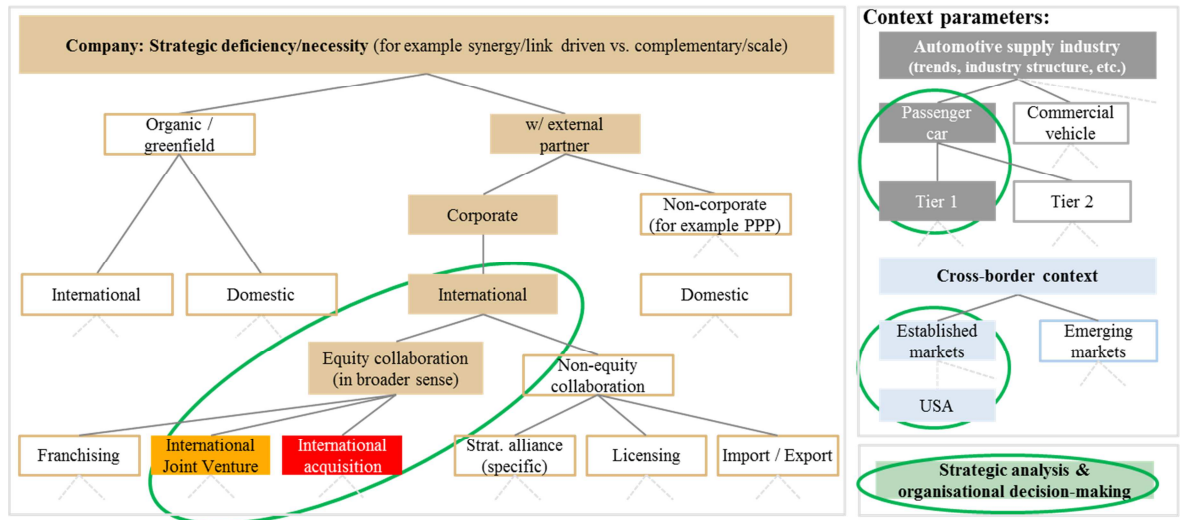 Company: Strategic deficiency/necessity (for example synergy/link driven vs. complementary/scale)
Organic /
greenfield
w/ external
partner
Corporate
Non-corporate
(for example PPP)
International
Domestic
International
Domestic
Equity collaboration
(in broader sense)
Non-equity
collaboration
Franchising
International
Joint Venture
International
acquisition
Strat. alliance
(specific)
Licensing
Import / Export
Context parameters:
Automotive supply industry
(trends, industry structure, etc.)
Passenger
car
Commercial
vehicle
Tier 1
Tier 2
Cross-border context
Established
markets
Emerging
markets
USA
Strategic analysis &
organisational decision-making